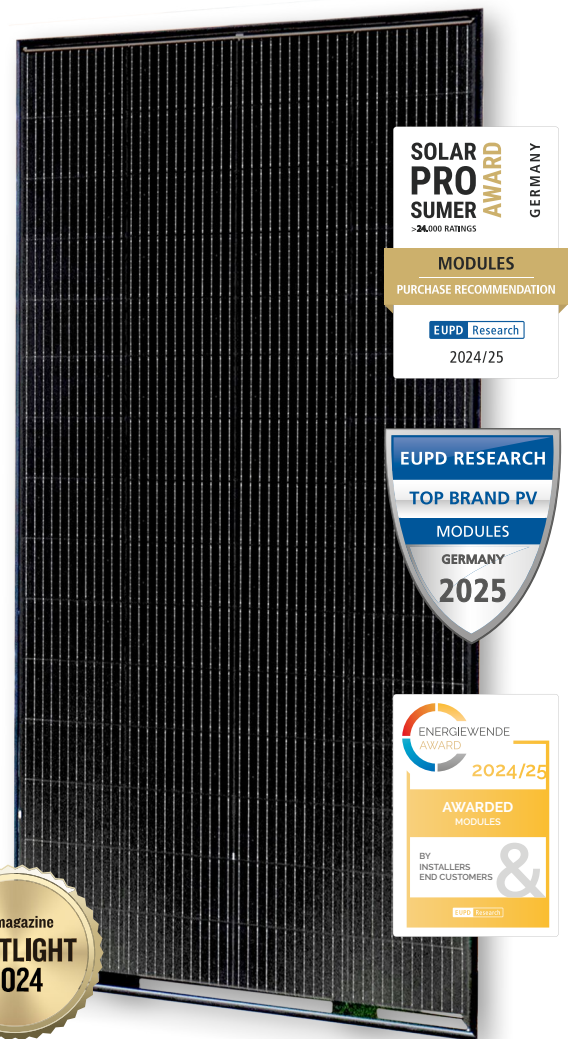 SOLAR
PRO
SUMER
AWARD
GERMANY
>24.000 RATINGS
MODULES
PURCHASE RECOMMENDATION
EUPD Research
2024/25
EUPD RESEARCH
TOP BRAND PV
MODULES
GERMANY
2025
ENERGIEWENDE
AWARD
2024/25
AWARDED
MODULES
BY
INSTALLERS
END CUSTOMERS
&
EUPD Research
magazine
TLIGHT
024